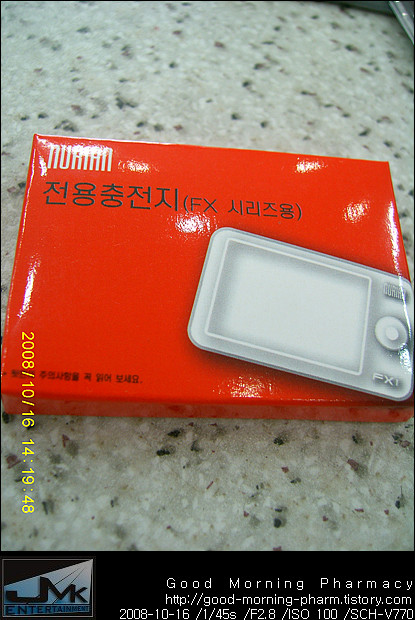 NURIAN
전용충전지(FX 시리즈용)
NURIAN
FX1
주의사항을 꼭 읽어 보세요.
2008/10/16 14:19:48
JMK
ENTERTAINMENT
Good Morning Pharmacy
http://good-morning-pharm.tistory.com
2008-10-16 /1/45s /F2.8 /ISO 100 /SCH-V770